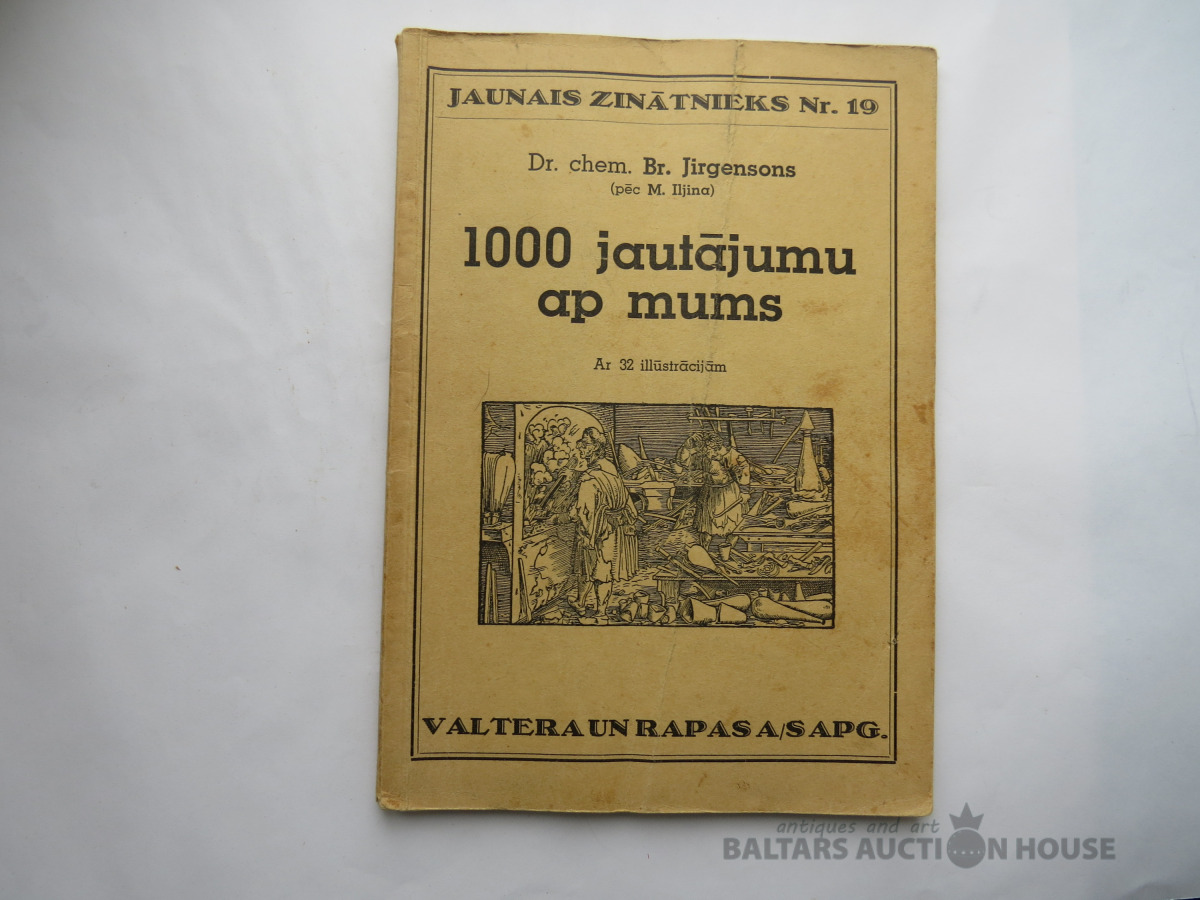 JAUNAIS ZINĀTNIEKS Nr. 19
Dr. chem. Br. Jirgensons
(pēc M. Iljina)
1000 jautājumu
ap mums
Ar 32 illūstrācijām
VALTERA UN RAPAS A/S APG.
antiques and art
BALTARS AUCTION HOUSE